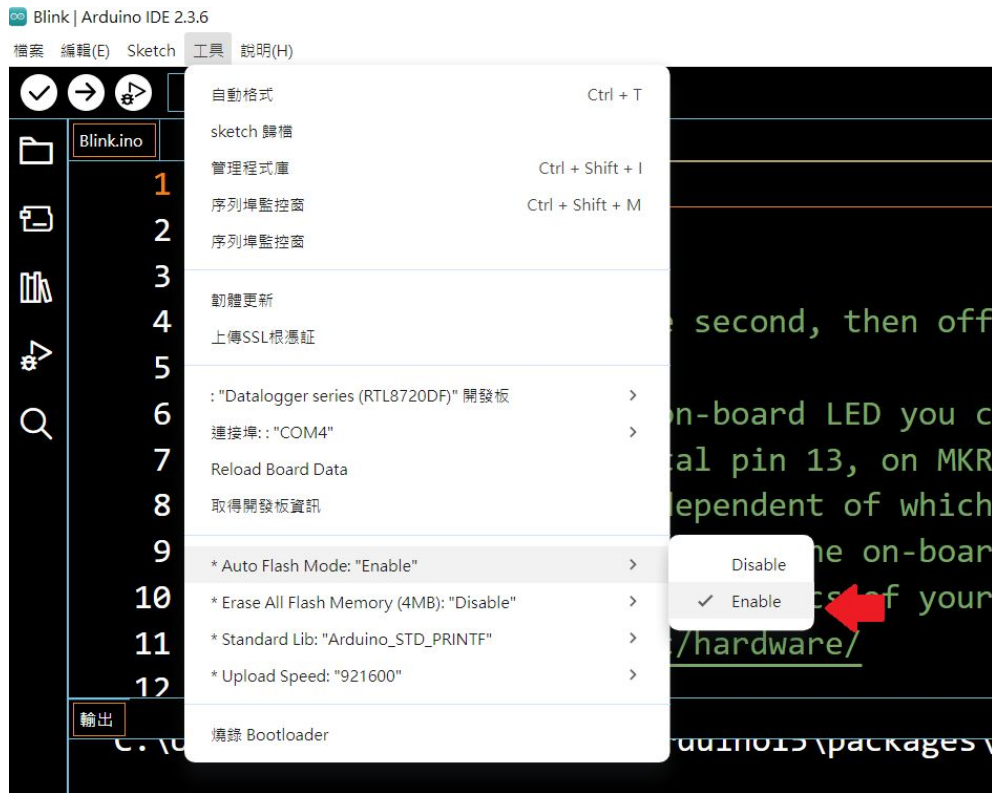 Blink | Arduino IDE 2.3.6
檔案 編輯(E) Sketch 工具 說明(H)
自動格式 Ctrl + T
Blink.ino
sketch 歸檔
管理程式庫 Ctrl + Shift + I
1
序列埠監控窗 Ctrl + Shift + M
2
序列埠監控窗
3
韌體更新
4 second, then off
上傳SSL根憑証
5
: "Datalogger series (RTL8720DF)" 開發板
6 on-board LED you c
連接埠: : "COM4"
7 tal pin 13, on MKR
Reload Board Data
8 dependent of which
取得開發板資訊
9 he on-boar
* Auto Flash Mode: "Enable" Disable
10 cs of your
* Erase All Flash Memory (4MB): "Disable" Enable
11 t/hardware/
* Standard Lib: "Arduino_STD_PRINTF"
12
* Upload Speed: "921600"
輸出
燒錄 Bootloader
C:\U rduino15\packages\